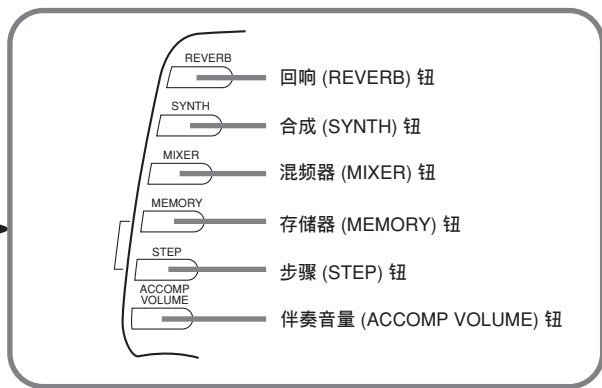 REVERB
回响 (REVERB) 钮
SYNTH
合成 (SYNTH) 钮
MIXER
混频器 (MIXER) 钮
MEMORY
存储器 (MEMORY) 钮
STEP
步骤 (STEP) 钮
ACCOMP
VOLUME
伴奏音量 (ACCOMP VOLUME) 钮